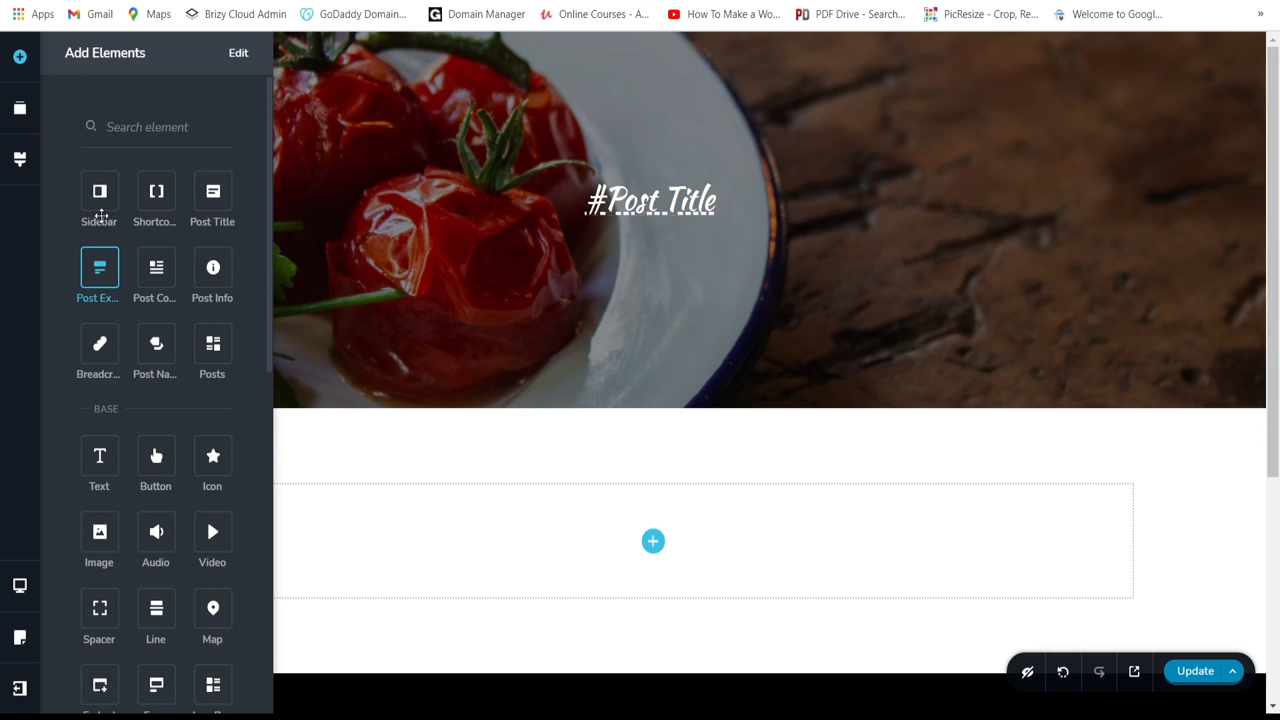 Apps Gmail Maps Brizy Cloud Admin GoDaddy Domain... Domain Manager Online Courses - A... How To Make a Wo... PDF Drive - Search... PicResize - Crop, Re... Welcome to Googl... »
Add Elements Edit
Search element
Sidebar Shortco... Post Title
Post Ex... Post Co... Post Info
Breadcr... Post Na... Posts
BASE
Text Button Icon
Image Audio Video
Spacer Line Map
#Post Title
Update